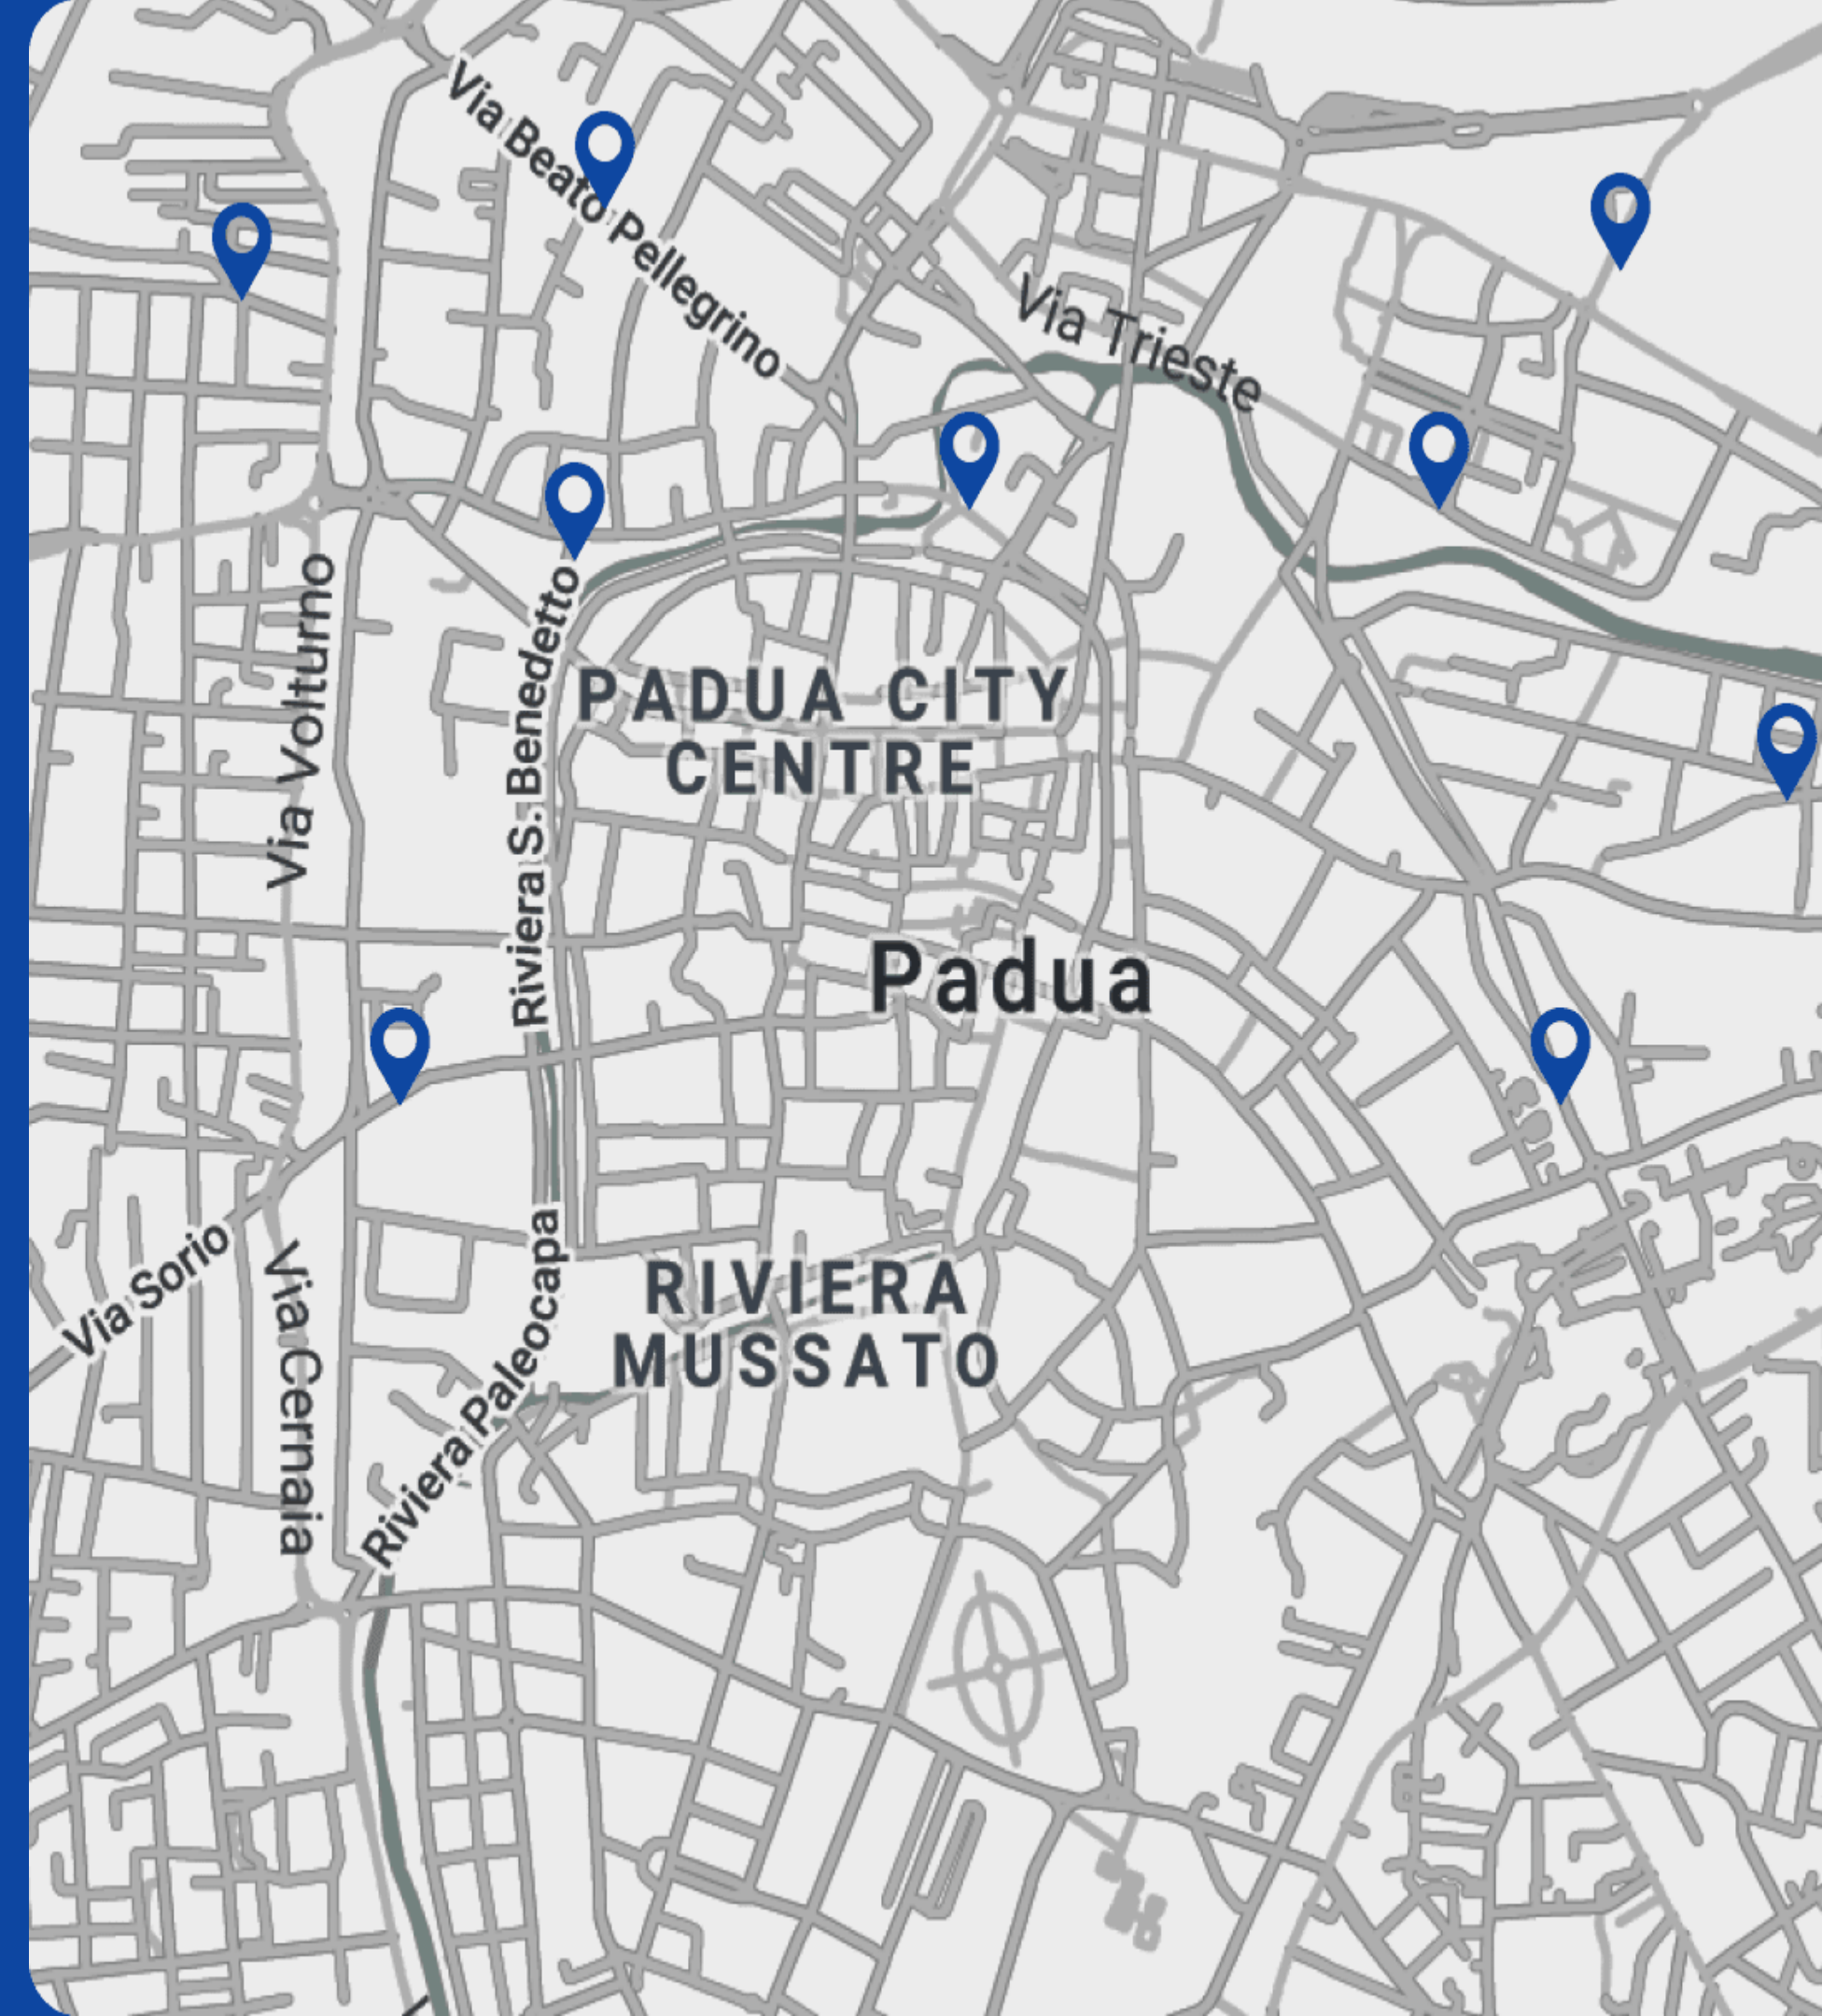 Via Beato Pellegrino
Via Trieste
Via Volturno
Riviera S. Benedetto
PADUA CITY
CENTRE
Padua
Via Sorio
Via Cernaia
Riviera Paleocapa
RIVIERA
MUSSATO